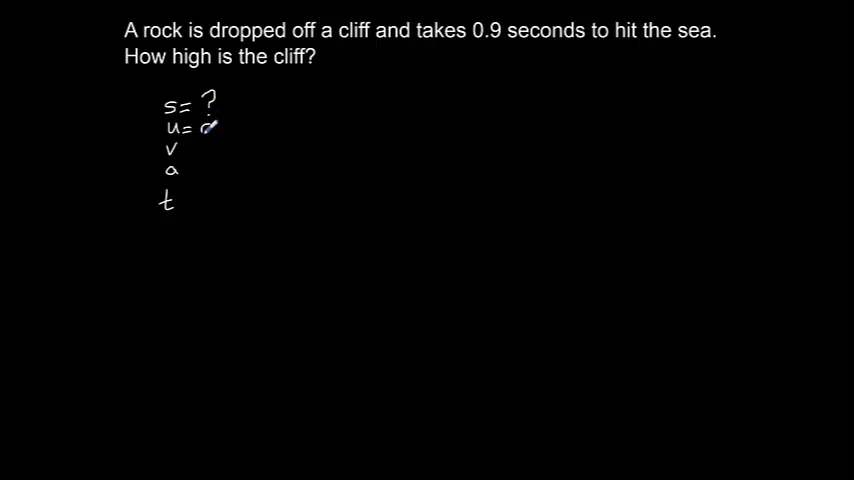 A rock is dropped off a cliff and takes 0.9 seconds to hit the sea.
How high is the cliff?
s= ?
u=
v
a
t